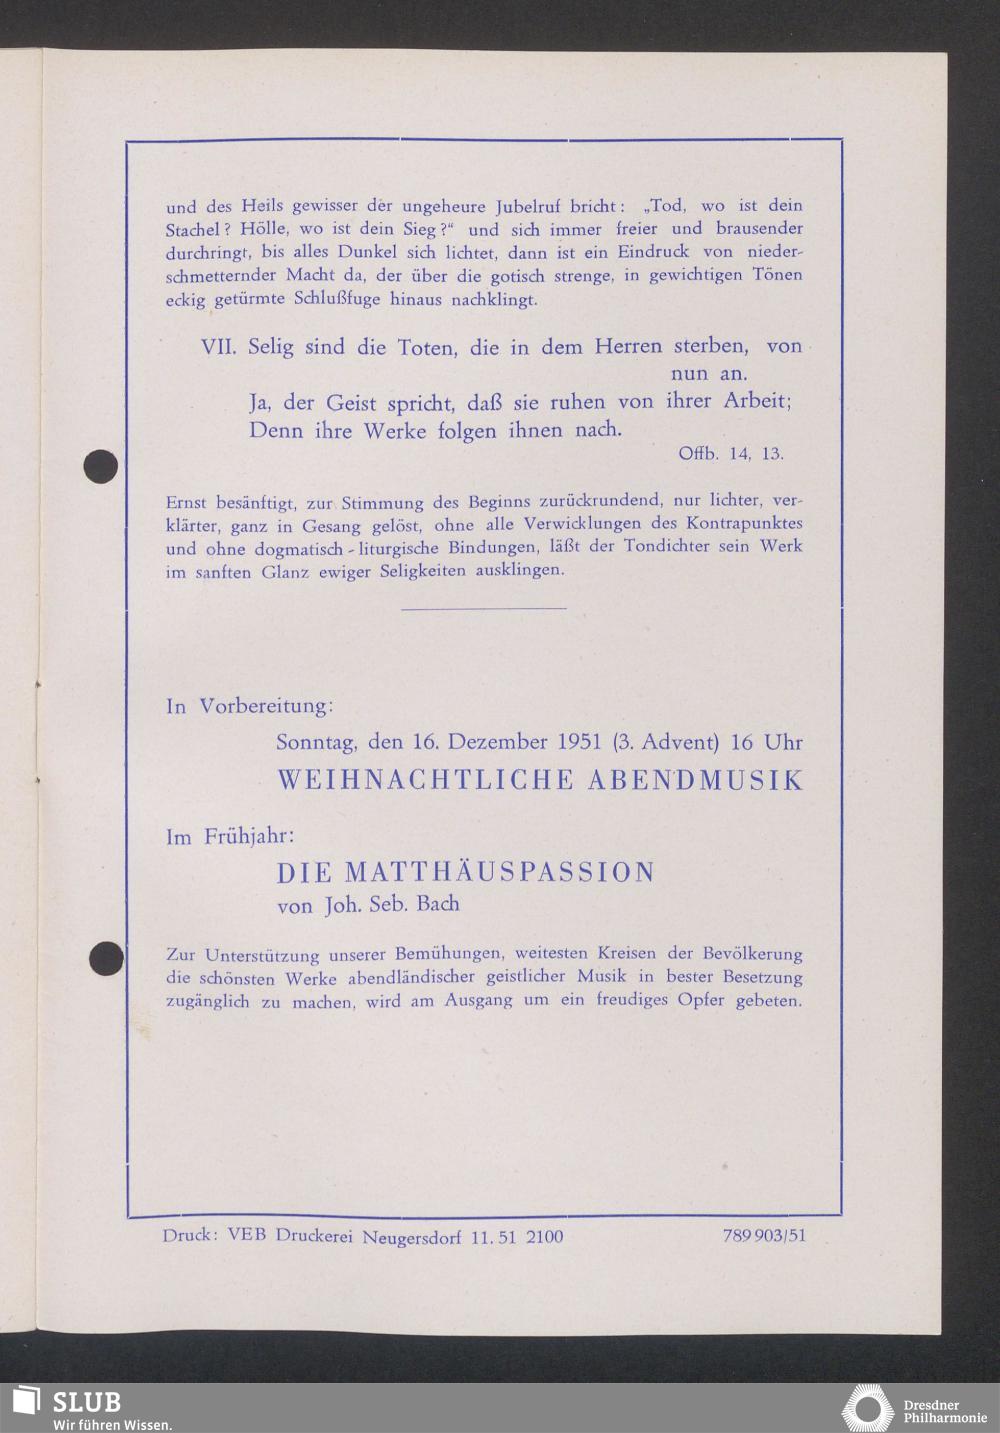 und des Heils gewisser der ungeheure Jubelruf bricht: „Tod, wo ist dein
Stachel? Hölle, wo ist dein Sieg?“ und sich immer freier und brausender
durchringt, bis alles Dunkel sich lichtet, dann ist ein Eindruck von nieder-
schmetternder Macht da, der über die gotisch strenge, in gewichtigen Tönen
eckig getürmte Schlußfuge hinaus nachklingt.
VII. Selig sind die Toten, die in dem Herren sterben, von
nun an.
Ja, der Geist spricht, daß sie ruhen von ihrer Arbeit;
Denn ihre Werke folgen ihnen nach.
Offb. 14, 13.
Ernst besänftigt, zur Stimmung des Beginns zurückrundend, nur lichter, ver-
klärter, ganz in Gesang gelöst, ohne alle Verwicklungen des Kontrapunktes
und ohne dogmatisch-liturgische Bindungen, läßt der Tondichter sein Werk
im sanften Glanz ewiger Seligkeiten ausklingen.
In Vorbereitung:
Sonntag, den 16. Dezember 1951 (3. Advent) 16 Uhr
WEIHNACHTLICHE ABENDMUSIK
Im Frühjahr:
DIE MATTHÄUSPASSION
von Joh. Seb. Bach
Zur Unterstützung unserer Bemühungen, weitesten Kreisen der Bevölkerung
die schönsten Werke abendländischer geistlicher Musik in bester Besetzung
zugänglich zu machen, wird am Ausgang um ein freudiges Opfer gebeten.
Druck: VEB Druckerei Neugersdorf 11. 51 2100 789 903/51
SLUB
Wir führen Wissen.
Dresdner
Philharmonie